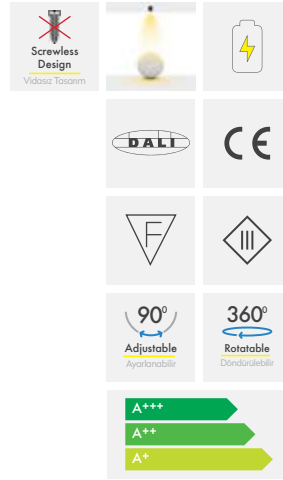 Screwless
Design
Vidasız Tasarım
DALI
CE
F
III
90°
Adjustable
Ayarlanabilir
360°
Rotatable
Döndürülebilir
A+++
A++
A+